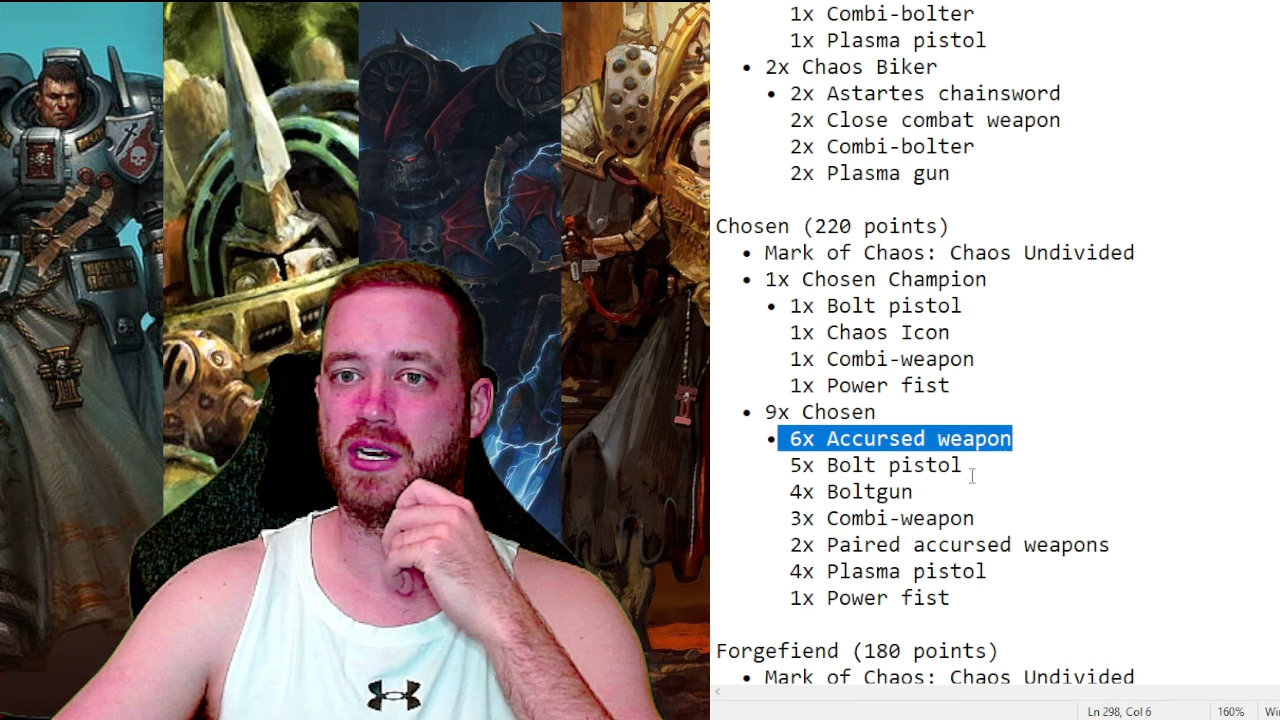 1x Combi-bolter
1x Plasma pistol
• 2x Chaos Biker
• 2x Astartes chainsword
2x Close combat weapon
2x Combi-bolter
2x Plasma gun
Chosen (220 points)
• Mark of Chaos: Chaos Undivided
• 1x Chosen Champion
• 1x Bolt pistol
1x Chaos Icon
1x Combi-weapon
1x Power fist
• 9x Chosen
• 6x Accursed weapon
5x Bolt pistol
4x Boltgun
3x Combi-weapon
2x Paired accursed weapons
4x Plasma pistol
1x Power fist
Forgefiend (180 points)
• Mark of Chaos: Chaos Undivided
Ln 298, Col 6
160%
Wi